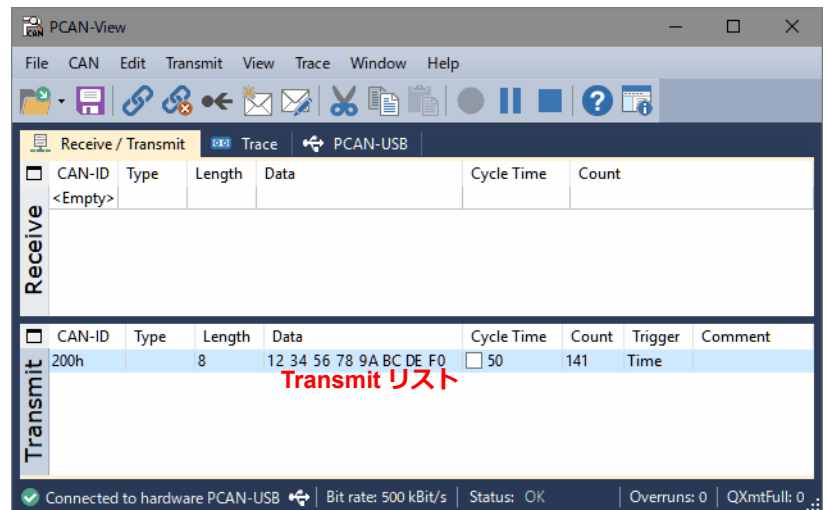 PCAN-View
File CAN Edit Transmit View Trace Window Help
Receive / Transmit Trace PCAN-USB
CAN-ID Type Length Data Cycle Time Count
<Empty>
Receive
CAN-ID Type Length Data Cycle Time Count Trigger Comment
200h 8 12 34 56 78 9A BC DE F0 50 141 Time
Transmit リスト
Transmit
Connected to hardware PCAN-USB Bit rate: 500 kBit/s Status: OK Overruns: 0 QXmtFull: 0